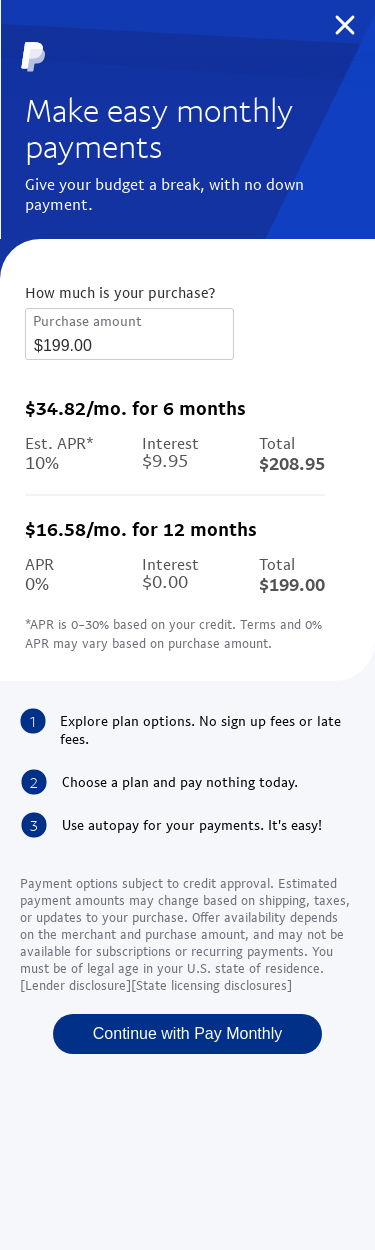 Make easy monthly
payments
Give your budget a break, with no down
payment.
How much is your purchase?
Purchase amount
$199.00
$34.82/mo. for 6 months
Est. APR* Interest Total
10% $9.95 $208.95
$16.58/mo. for 12 months
APR Interest Total
0% $0.00 $199.00
*APR is 0–30% based on your credit. Terms and 0%
APR may vary based on purchase amount.
1 Explore plan options. No sign up fees or late
fees.
2 Choose a plan and pay nothing today.
3 Use autopay for your payments. It's easy!
Payment options subject to credit approval. Estimated
payment amounts may change based on shipping, taxes,
or updates to your purchase. Offer availability depends
on the merchant and purchase amount, and may not be
available for subscriptions or recurring payments. You
must be of legal age in your U.S. state of residence.
[Lender disclosure][State licensing disclosures]
Continue with Pay Monthly